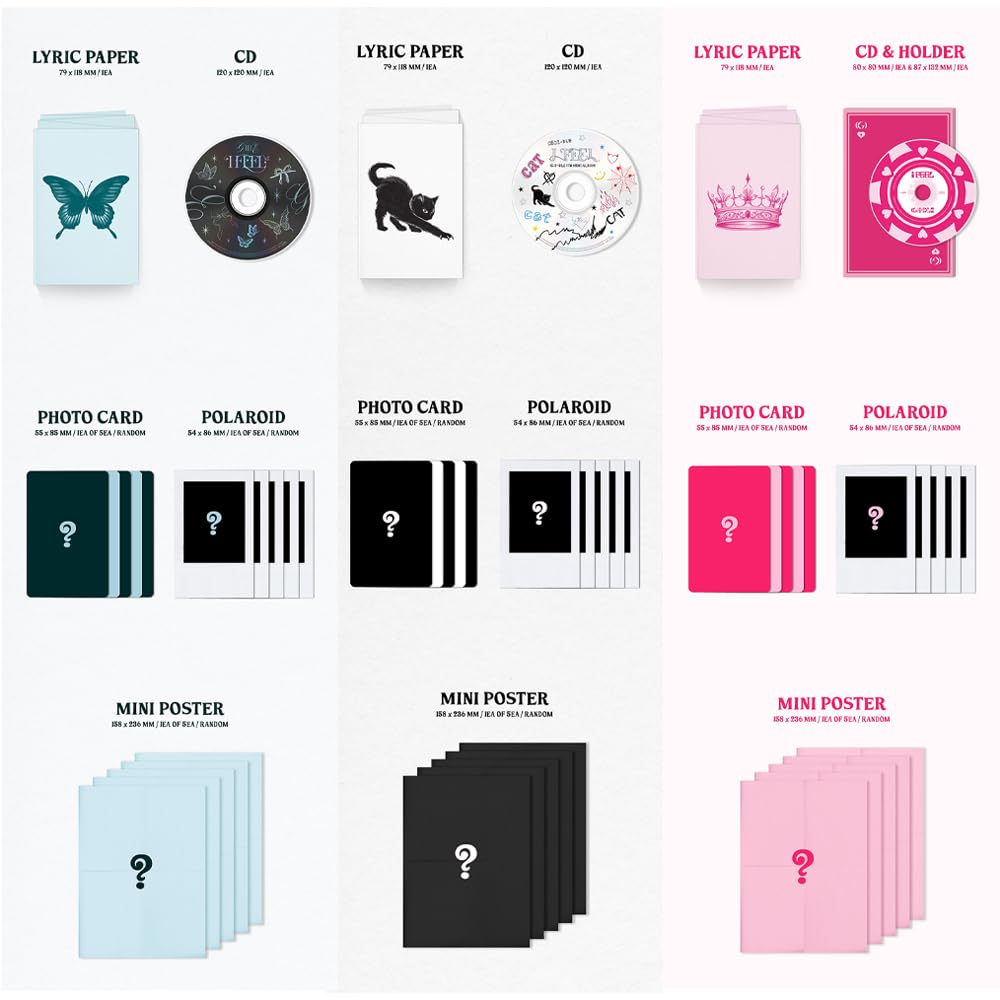 LYRIC PAPER
79 x 118 MM / 1EA
CD
120 x 120 MM / 1EA
LYRIC PAPER
79 x 118 MM / 1EA
CD
120 x 120 MM / 1EA
LYRIC PAPER
79 x 118 MM / 1EA
CD & HOLDER
80 x 80 MM / 1EA & 87 x 132 MM / 1EA
I FEEL
CAT
I FEEL
Cat
CAT
(G)
I FEEL
(G)
PHOTO CARD
55 x 85 MM / 1EA OF 5EA / RANDOM
POLAROID
54 x 86 MM / 1EA OF 5EA / RANDOM
PHOTO CARD
55 x 85 MM / 1EA OF 5EA / RANDOM
POLAROID
54 x 86 MM / 1EA OF 5EA / RANDOM
PHOTO CARD
55 x 85 MM / 1EA OF 5EA / RANDOM
POLAROID
54 x 86 MM / 1EA OF 5EA / RANDOM
?
?
?
?
?
?
MINI POSTER
158 x 236 MM / 1EA OF 5EA / RANDOM
MINI POSTER
158 x 236 MM / 1EA OF 5EA / RANDOM
MINI POSTER
158 x 236 MM / 1EA OF 5EA / RANDOM
?
?
?